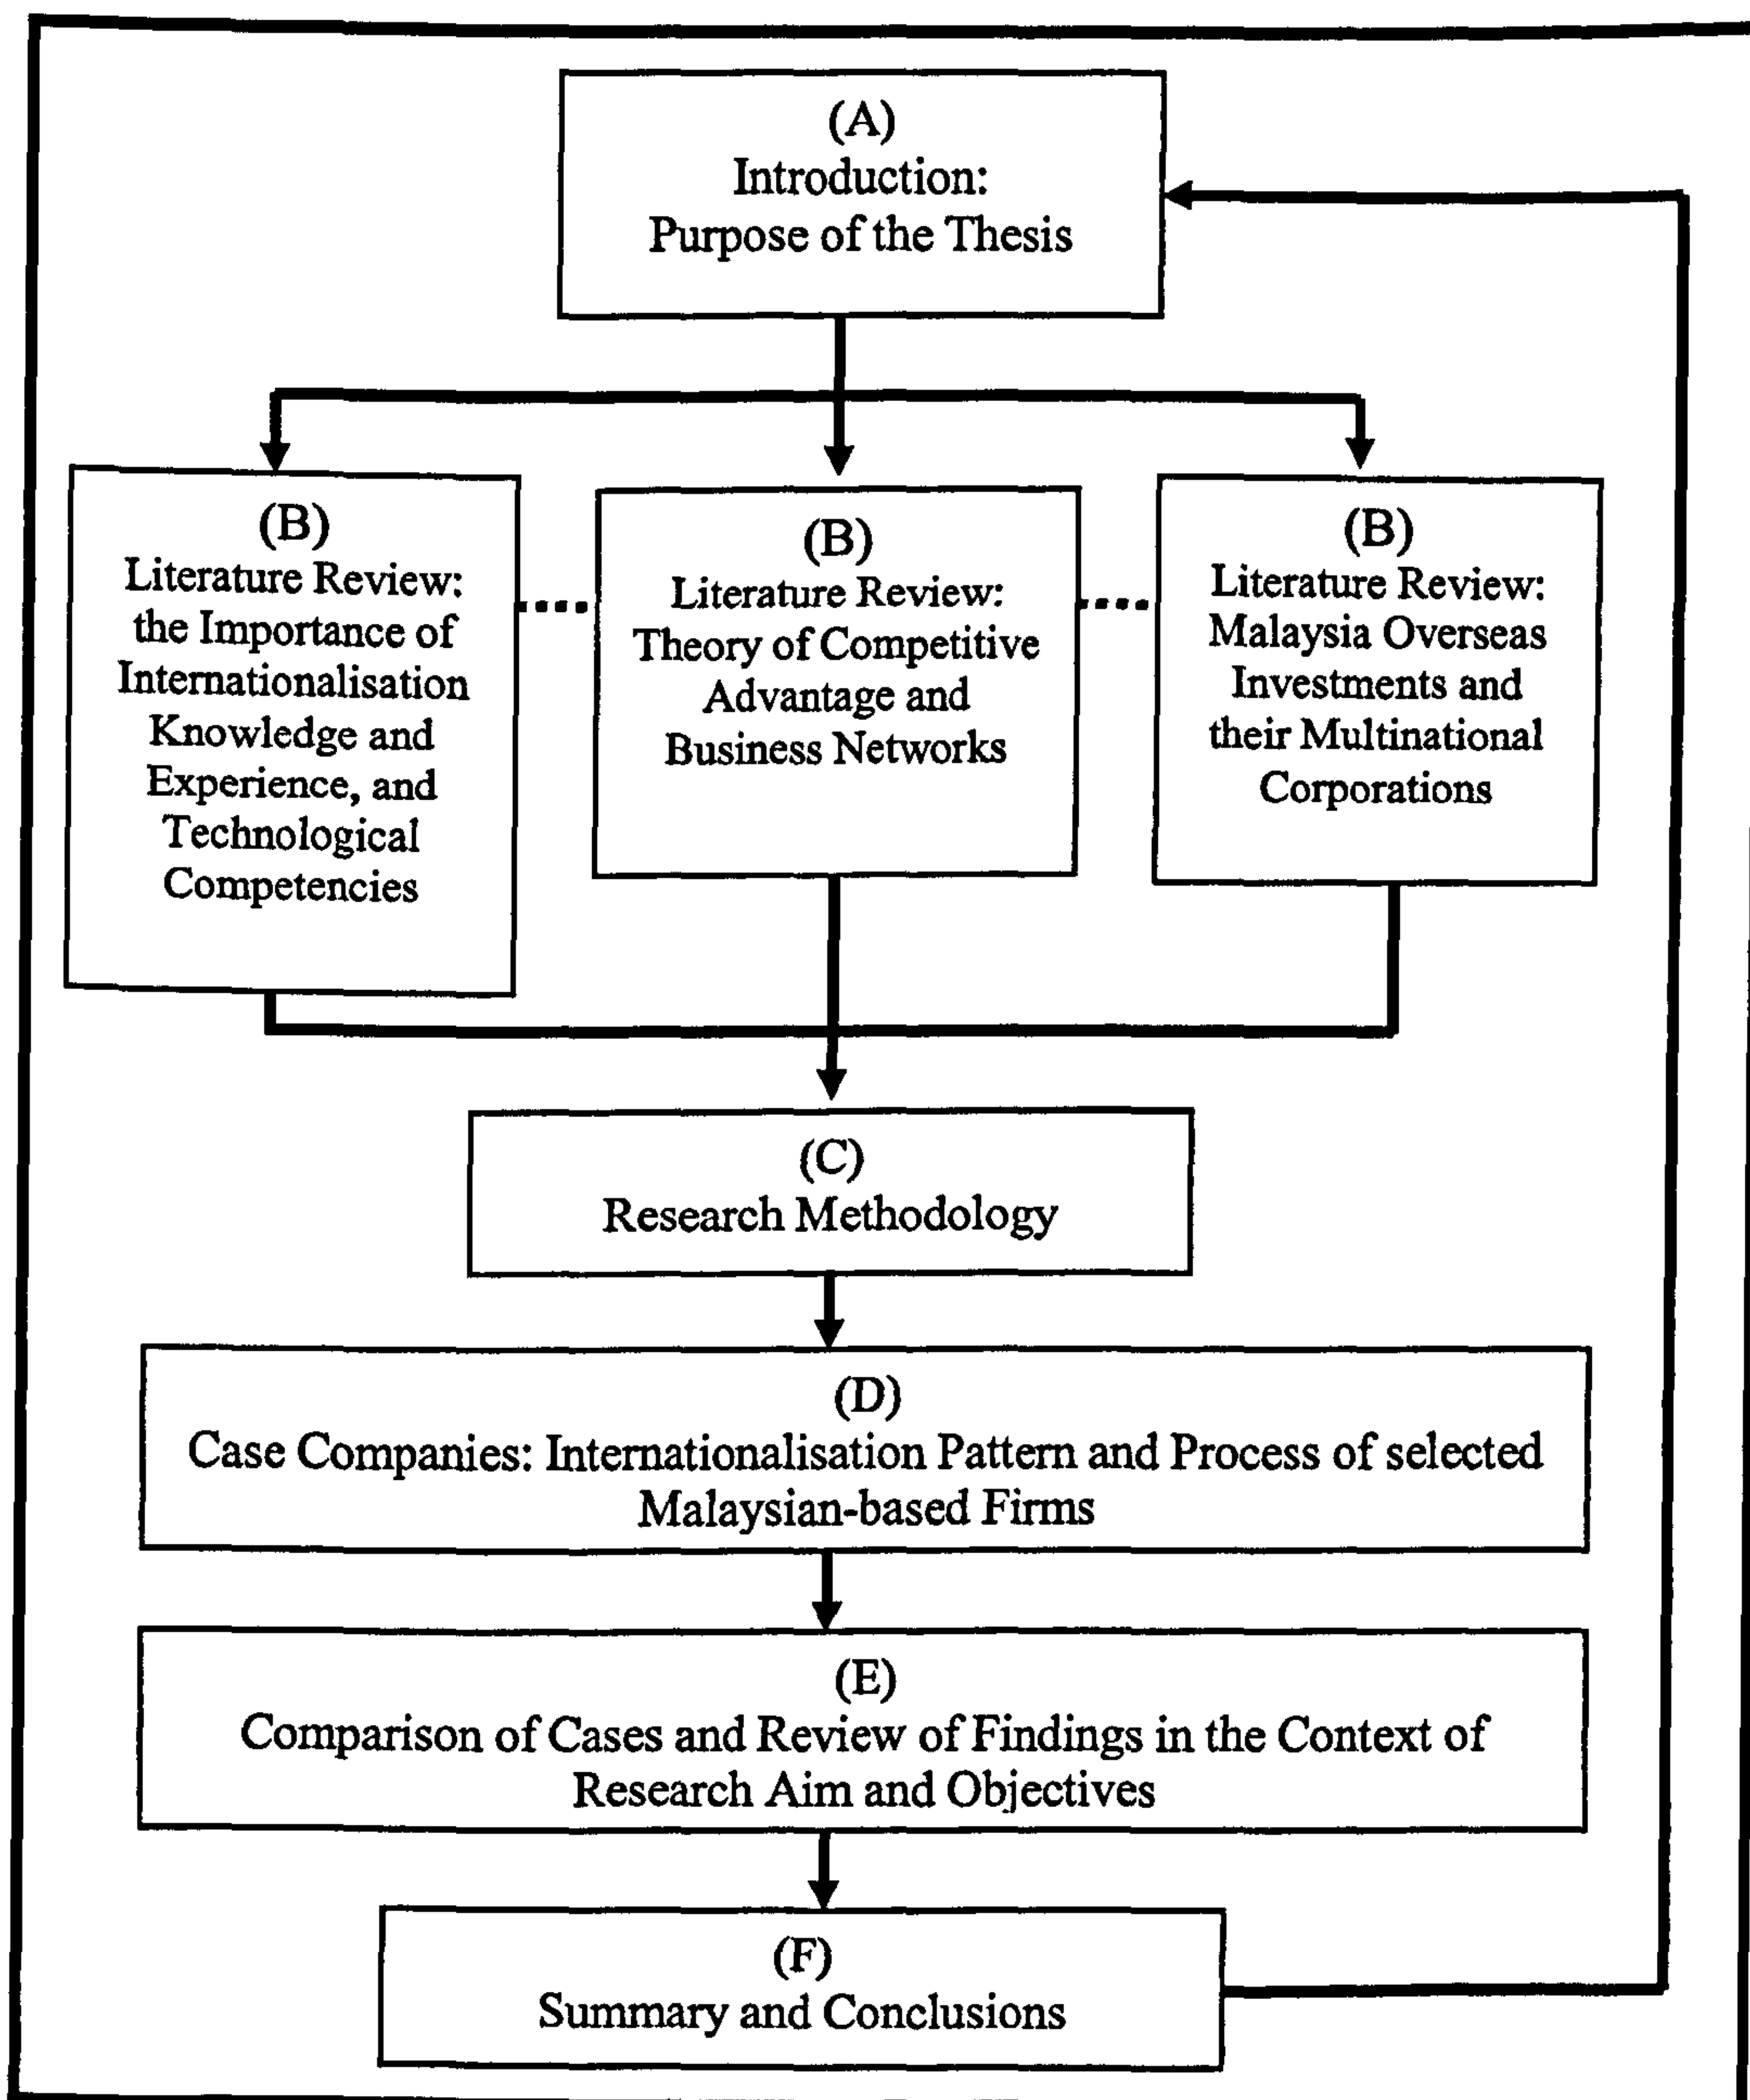 (A)
Introduction:
Purpose of the Thesis
(B)
Literature Review:
the Importance of
Internationalisation
Knowledge and
Experience, and
Technological
Competencies
(B)
Literature Review:
Theory of Competitive
Advantage and
Business Networks
(B)
Literature Review:
Malaysia Overseas
Investments and
their Multinational
Corporations
(C)
Research Methodology
(D)
Case Companies: Internationalisation Pattern and Process of selected
Malaysian-based Firms
(E)
Comparison of Cases and Review of Findings in the Context of
Research Aim and Objectives
(F)
Summary and Conclusions